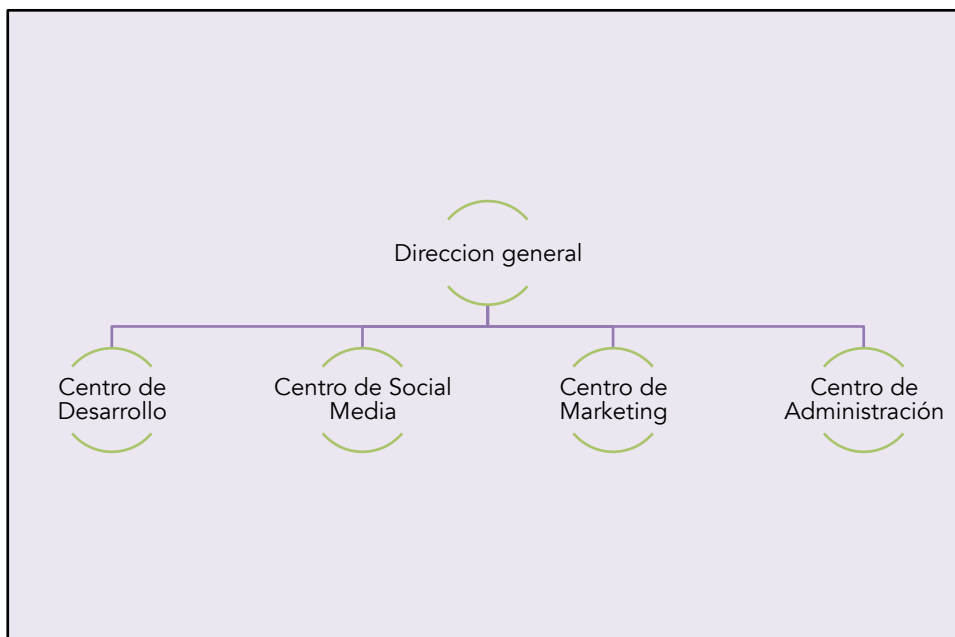 Direccion general
Centro de
Desarrollo
Centro de Social
Media
Centro de
Marketing
Centro de
Administración